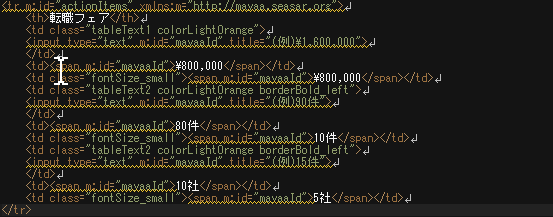 <tr m:id="actionItems" xmlns:m="http://mayaa.seasar.org">
<th>転職フェア</th>
<td class="tableText1 colorLightOrange">
<input type="text" m:id="mayaaId" title="(例)¥1,600,000">
</td>
<td><span m:id="mayaaId">¥800,000</span></td>
<td class="fontSize_small"><span m:id="mayaaId">¥800,000</span></td>
<td class="tableText2 colorLightOrange borderBold_left">
<input type="text" m:id="mayaaId" title="(例)90件">
</td>
<td><span m:id="mayaaId">80件</span></td>
<td class="fontSize_small"><span m:id="mayaaId">10件</span></td>
<td class="tableText2 colorLightOrange borderBold_left">
<input type="text" m:id="mayaaId" title="(例)15件">
</td>
<td><span m:id="mayaaId">10社</span></td>
<td class="fontSize_small"><span m:id="mayaaId">5社</span></td>
</tr>